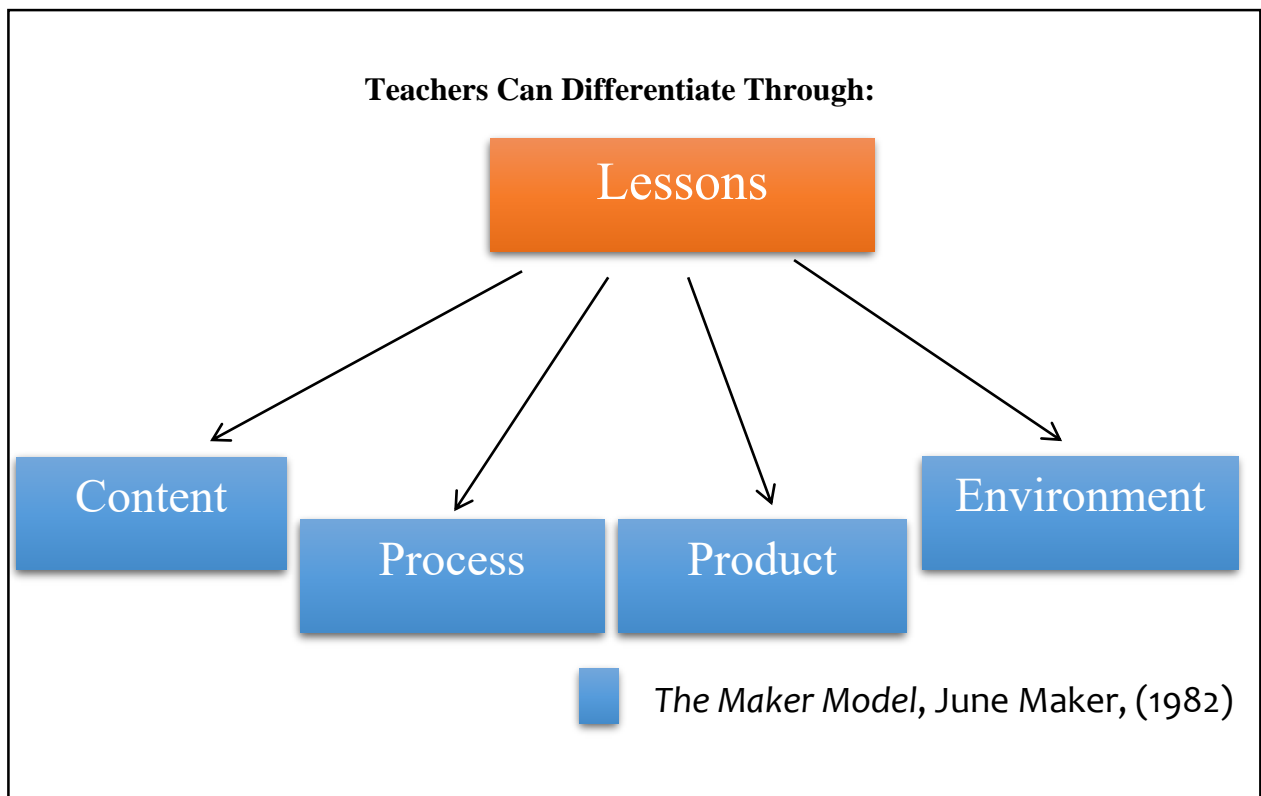 Teachers Can Differentiate Through:
Lessons
Content
Environment
Process
Product
The Maker Model, June Maker, (1982)